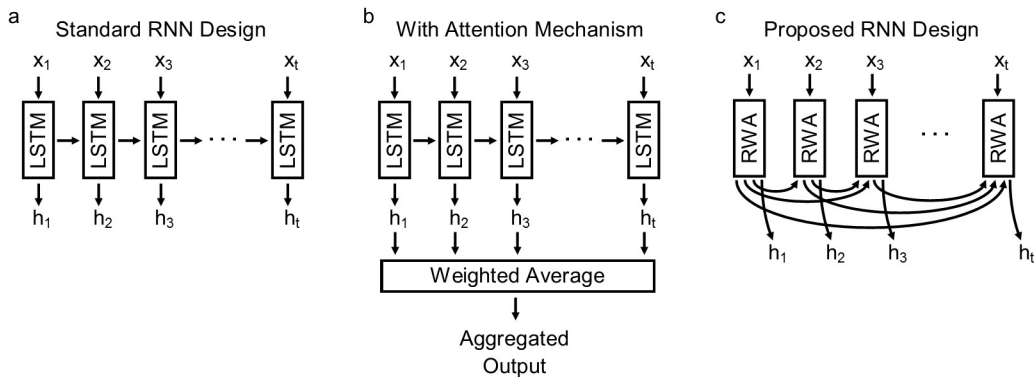 a
Standard RNN Design
x₁ x₂ x₃ xₜ
LSTM LSTM LSTM ··· LSTM
h₁ h₂ h₃ hₜ
b
With Attention Mechanism
x₁ x₂ x₃ xₜ
LSTM LSTM LSTM ··· LSTM
h₁ h₂ h₃ hₜ
Weighted Average
Aggregated
Output
c
Proposed RNN Design
x₁ x₂ x₃ xₜ
RWA RWA RWA ··· RWA
h₁ h₂ h₃ hₜ